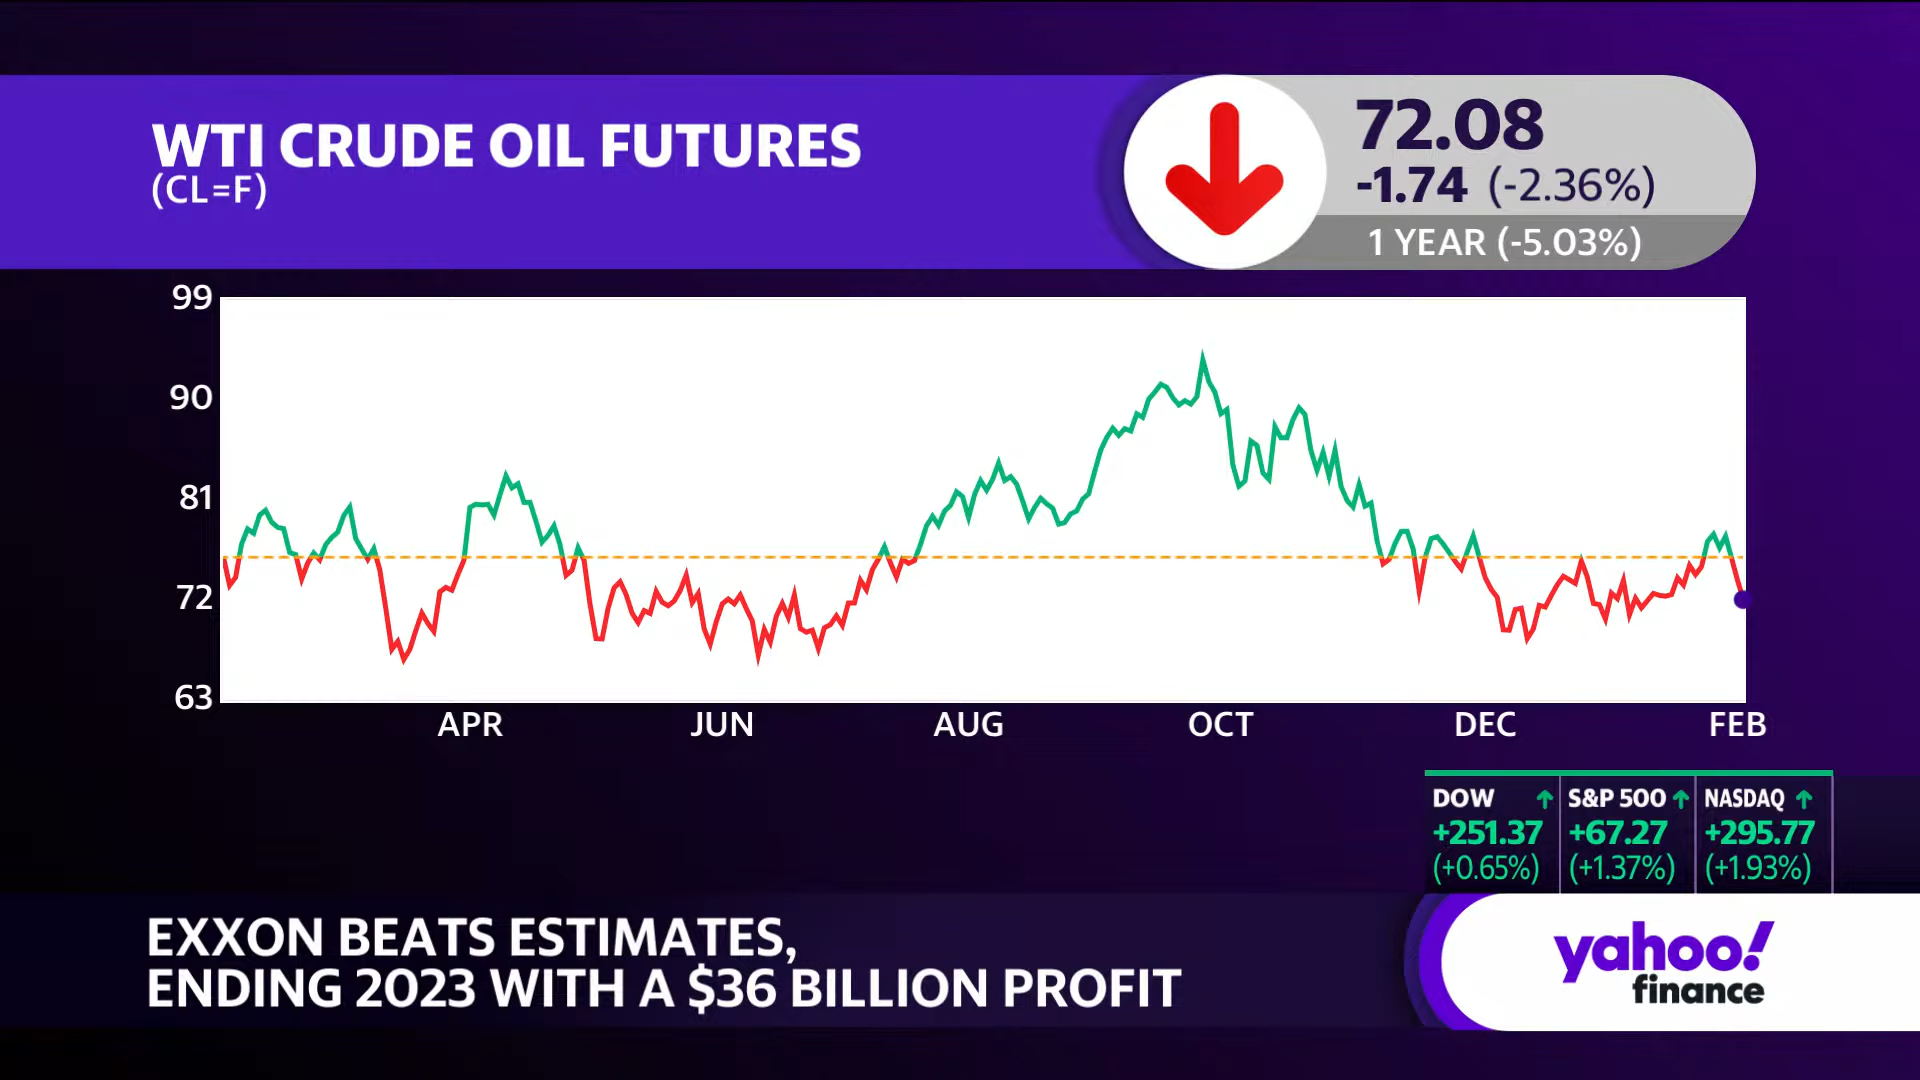 WTI CRUDE OIL FUTURES
(CL=F)
72.08
-1.74 (-2.36%)
1 YEAR (-5.03%)
99
90
81
72
63
APR JUN AUG OCT DEC FEB
DOW S&P 500 NASDAQ
+251.37 +67.27 +295.77
(+0.65%) (+1.37%) (+1.93%)
EXXON BEATS ESTIMATES,
ENDING 2023 WITH A $36 BILLION PROFIT
yahoo!
finance